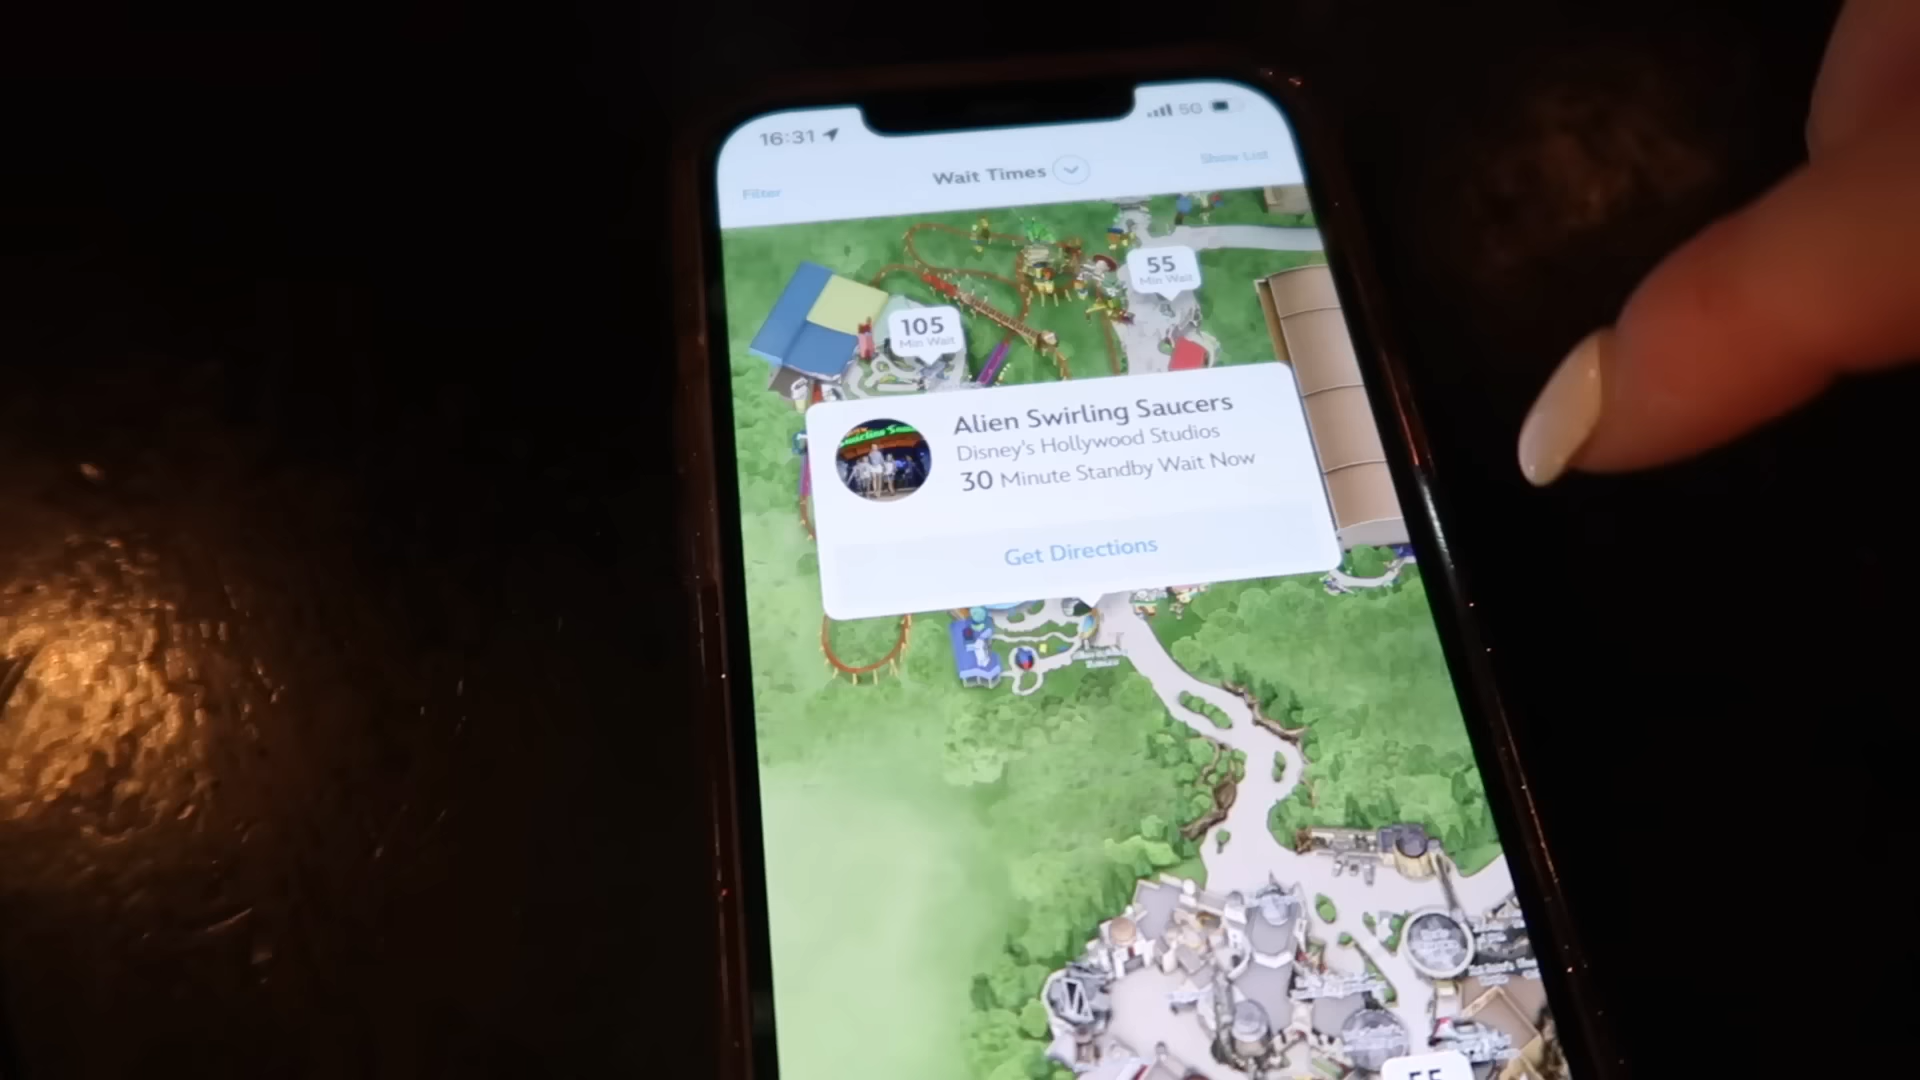 16:31
5G
Filter
Wait Times
Show List
55
Min Wait
105
Min Wait
Alien Swirling Saucers
Disney's Hollywood Studios
30 Minute Standby Wait Now
Get Directions